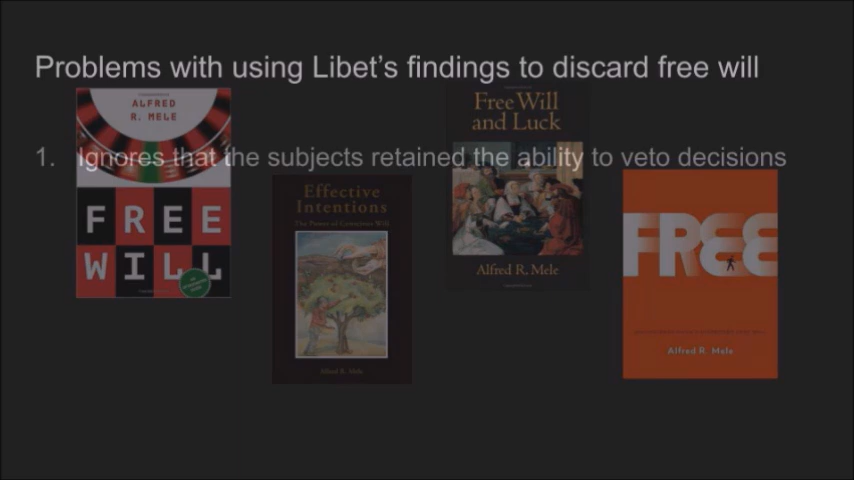 Problems with using Libet's findings to discard free will
1. Ignores that the subjects retained the ability to veto decisions
ALFRED
R. MELE
FREE
WILL
Effective
Intentions
The Power of Conscious Will
Alfred R. Mele
Free Will
and Luck
Alfred R. Mele
FREE
Alfred R. Mele